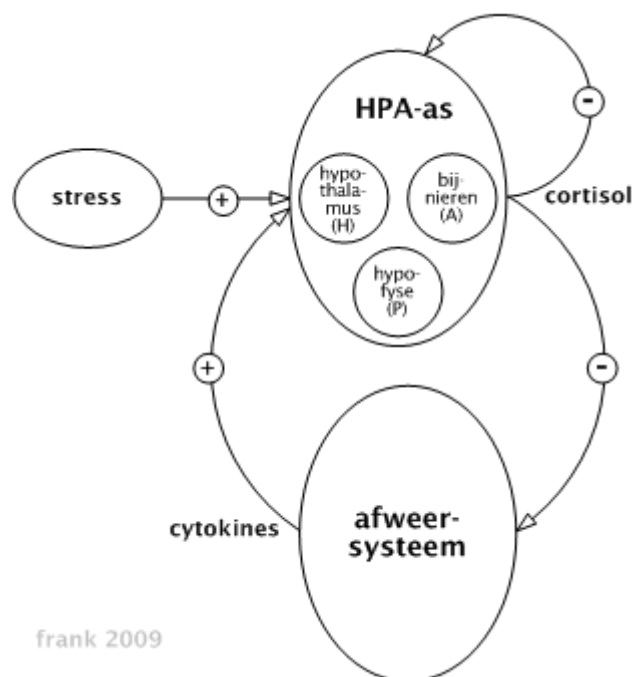 HPA-as
hypo-
thala-
mus
(H)
bij-
nieren
(A)
hypo-
fyse
(P)
stress
+
-
cortisol
+
-
cytokines
afweer-
systeem
frank 2009